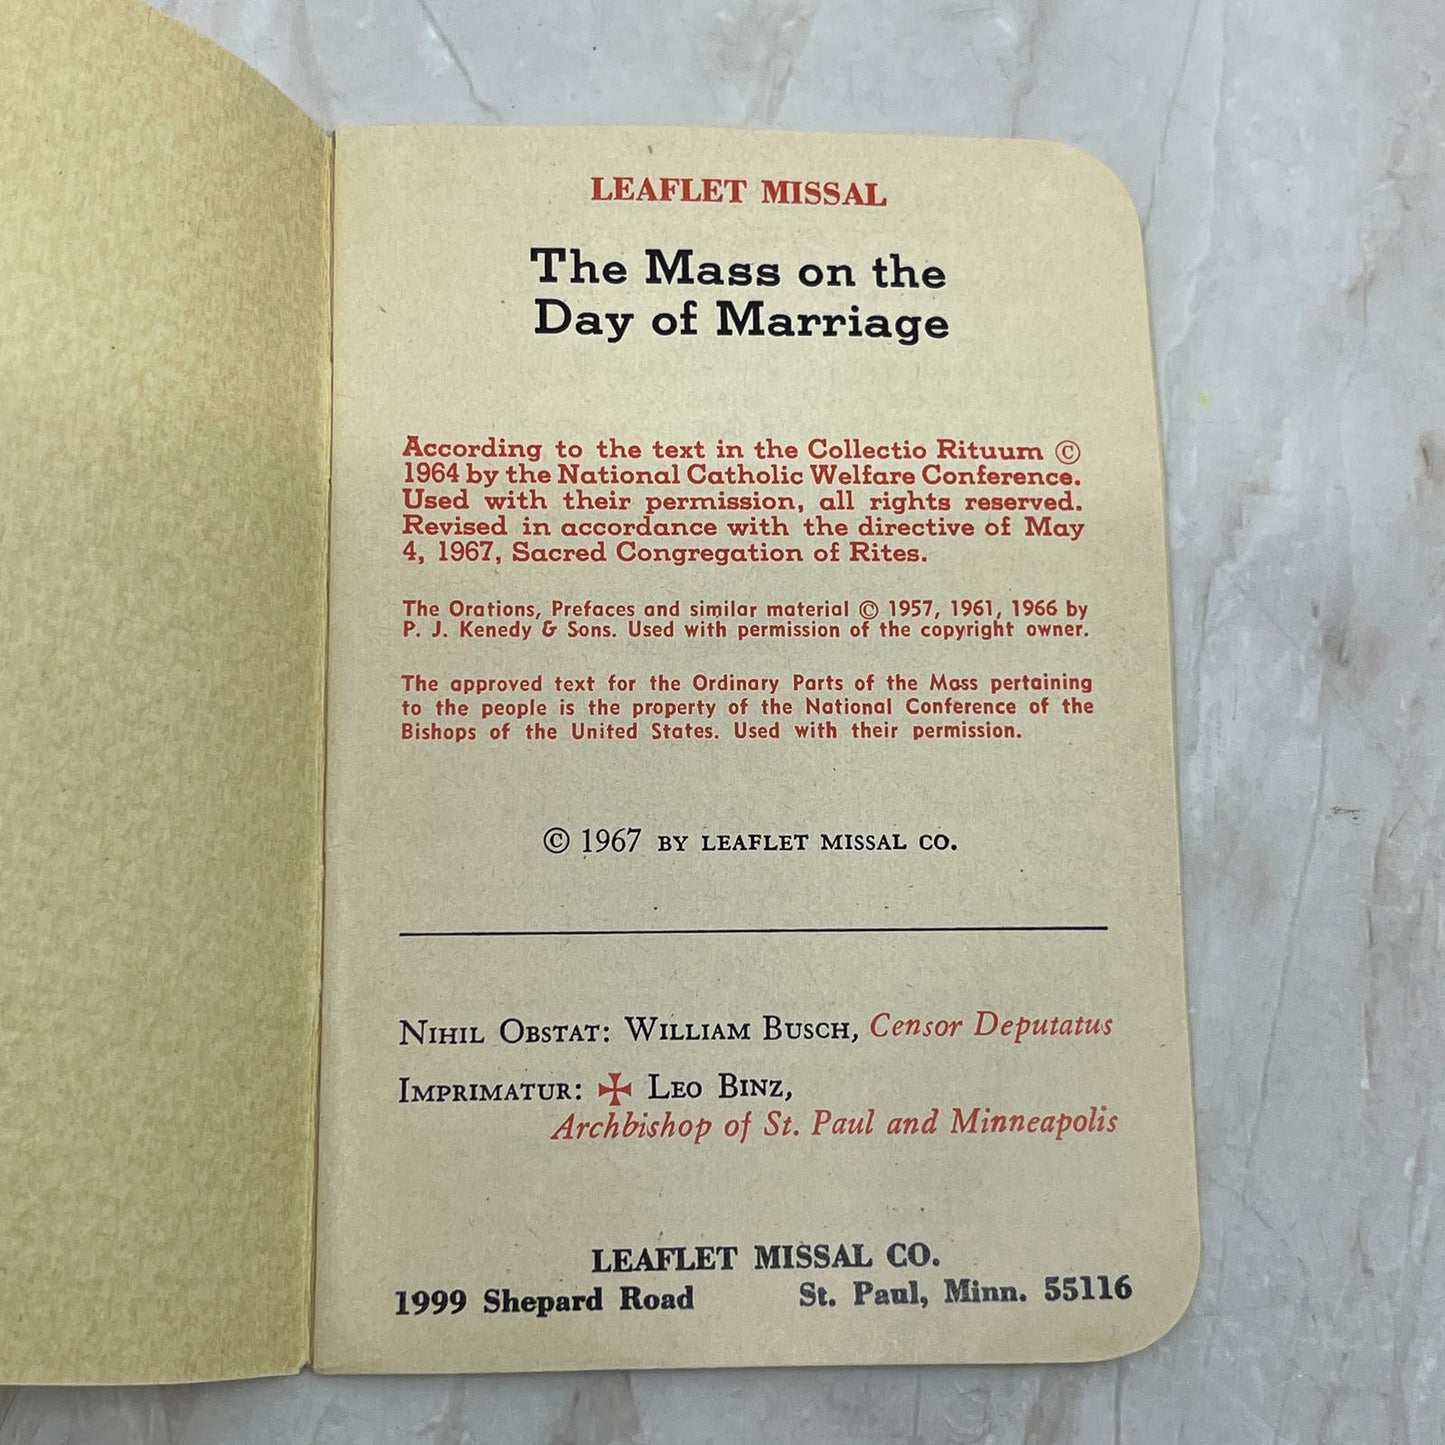 LEAFLET MISSAL
The Mass on the
Day of Marriage
According to the text in the Collectio Rituum ©
1964 by the National Catholic Welfare Conference.
Used with their permission, all rights reserved.
Revised in accordance with the directive of May
4, 1967, Sacred Congregation of Rites.
The Orations, Prefaces and similar material © 1957, 1961, 1966 by
P. J. Kenedy & Sons. Used with permission of the copyright owner.
The approved text for the Ordinary Parts of the Mass pertaining
to the people is the property of the National Conference of the
Bishops of the United States. Used with their permission.
© 1967 BY LEAFLET MISSAL CO.
NIHIL OBSTAT: WILLIAM BUSCH, Censor Deputatus
IMPRIMATUR: ✠ LEO BINZ,
Archbishop of St. Paul and Minneapolis
LEAFLET MISSAL CO.
1999 Shepard Road St. Paul, Minn. 55116